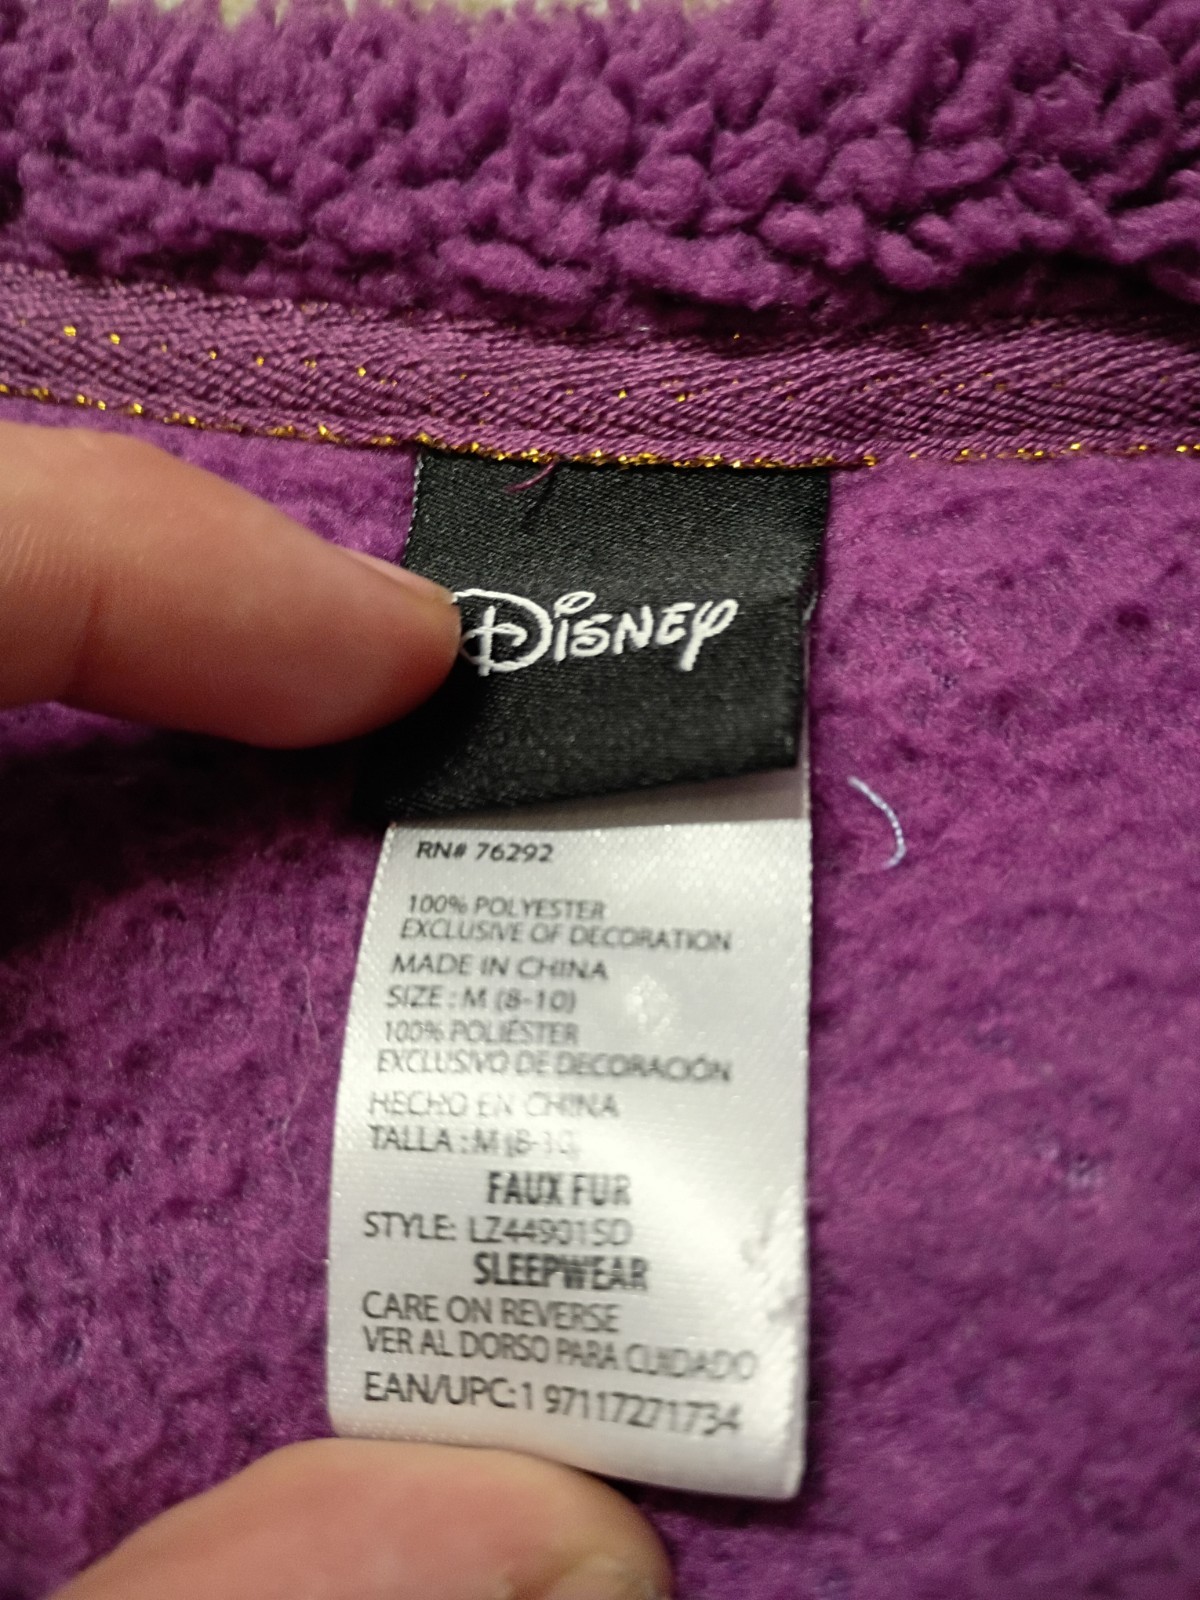 Disney
RN# 76292
100% POLYESTER
EXCLUSIVE OF DECORATION
MADE IN CHINA
SIZE : M (8-10)
100% POLIÉSTER
EXCLUSIVO DE DECORACIÓN
HECHO EN CHINA
TALLA : M (8-10)
FAUX FUR
STYLE: LZ44901SD
SLEEPWEAR
CARE ON REVERSE
VER AL DORSO PARA CUIDADO
EAN/UPC:1 97117271734